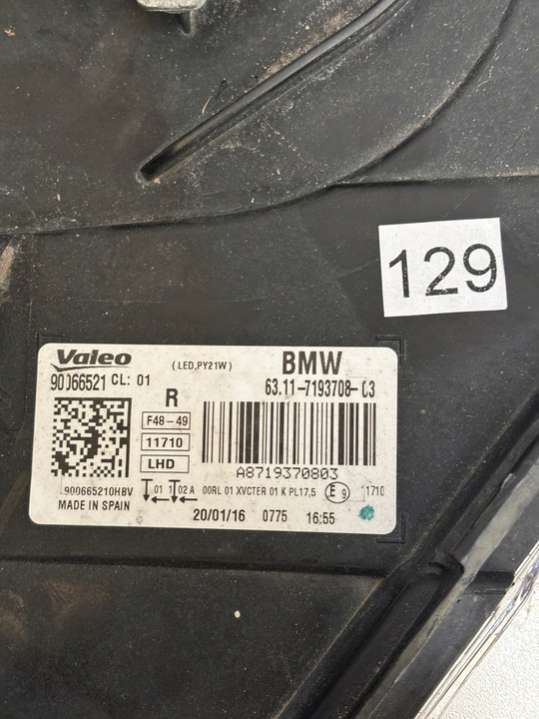 129
Valeo
(LED,PY21W)
BMW
90066521 CL: 01
63.11-7193708-03
R
F48-49
11710
LHD
A8719370803
900665210HBV
01 1 02 A
00RL 01 XVCTER 01 K PL17,5
E9
1710
MADE IN SPAIN
20/01/16 0775 16:55